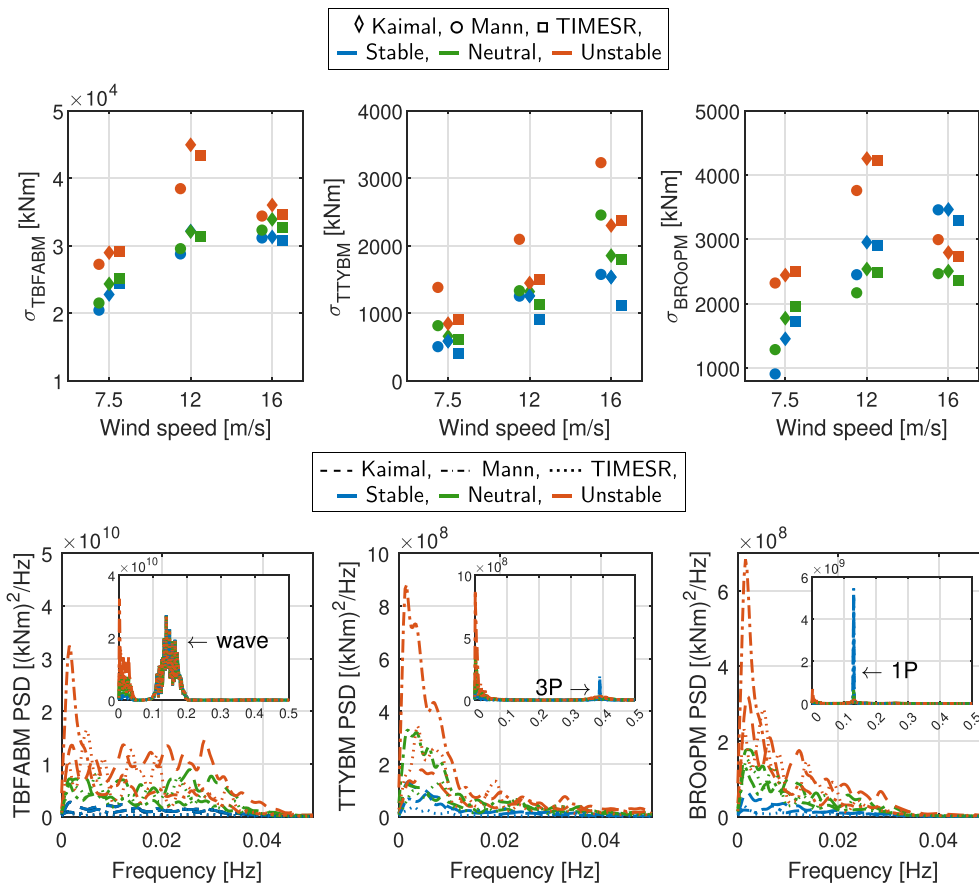 ◊ Kaimal, ○ Mann, □ TIMESR,
Stable, Neutral, Unstable
×10^4
5
4
3
2
1
σ_TBFABM [kNm]
7.5 12 16
Wind speed [m/s]
4000
3000
2000
1000
0
σ_TTYBM [kNm]
7.5 12 16
Wind speed [m/s]
5000
4000
3000
2000
1000
σ_BROoPM [kNm]
7.5 12 16
Wind speed [m/s]
Kaimal, Mann, TIMESR,
Stable, Neutral, Unstable
×10^10
5
4
3
2
1
0
TBFABM PSD [(kNm)^2/Hz]
0 0.02 0.04
Frequency [Hz]
×10^10
4
2
0
← wave
0 0.1 0.2 0.3 0.4 0.5
×10^8
10
8
6
4
2
0
TTYBM PSD [(kNm)^2/Hz]
0 0.02 0.04
Frequency [Hz]
×10^8
10
5
0
3P →
0 0.1 0.2 0.3 0.4 0.5
×10^8
8
6
4
2
0
BROoPM PSD [(kNm)^2/Hz]
0 0.02 0.04
Frequency [Hz]
×10^9
6
4
2
0
← 1P
0 0.1 0.2 0.3 0.4 0.5